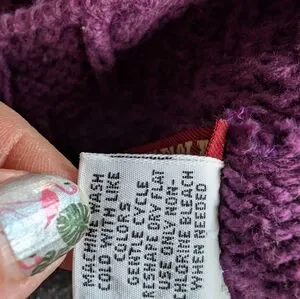 MACHINE WASH
COLD WITH LIKE
COLORS
GENTLE CYCLE
RESHAPE DRY FLAT
USE ONLY NON-
CHLORINE BLEACH
WHEN NEEDED